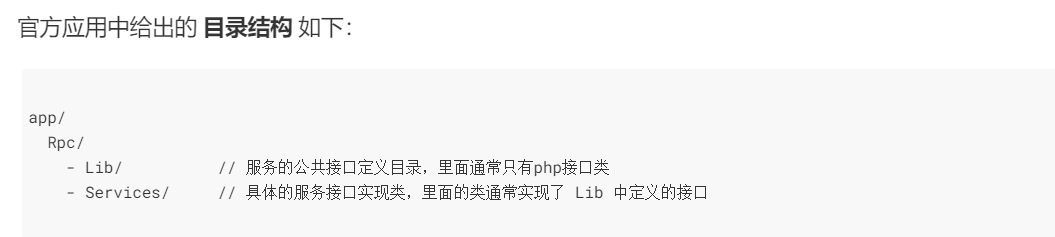 官方应用中给出的 目录结构 如下：
app/
  Rpc/
    - Lib/          // 服务的公共接口定义目录，里面通常只有php接口类
    - Services/     // 具体的服务接口实现类，里面的类通常实现了 Lib 中定义的接口